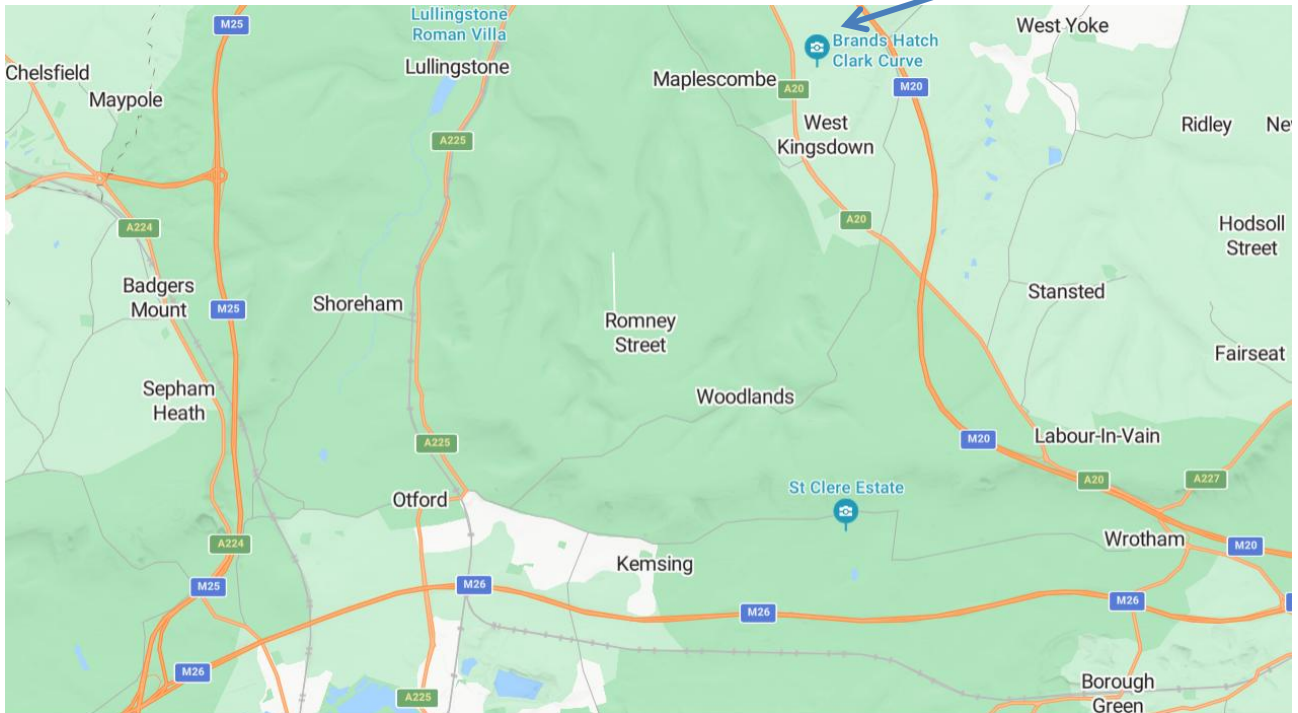 M25
Lullingstone
Roman Villa
West Yoke
Brands Hatch
Clark Curve
Chelsfield
Lullingstone
Maplescombe
A20
M20
Maypole
West
Kingsdown
Ridley
A225
A224
A20
Hodsoll
Street
Badgers
Mount
M25
Shoreham
Stansted
Romney
Street
Fairseat
Sepham
Heath
Woodlands
A225
M20
Labour-In-Vain
A20
A227
Otford
St Clere Estate
A224
Wrotham
M20
Kemsing
M25
M26
M26
M26
M26
A225
Borough
Green